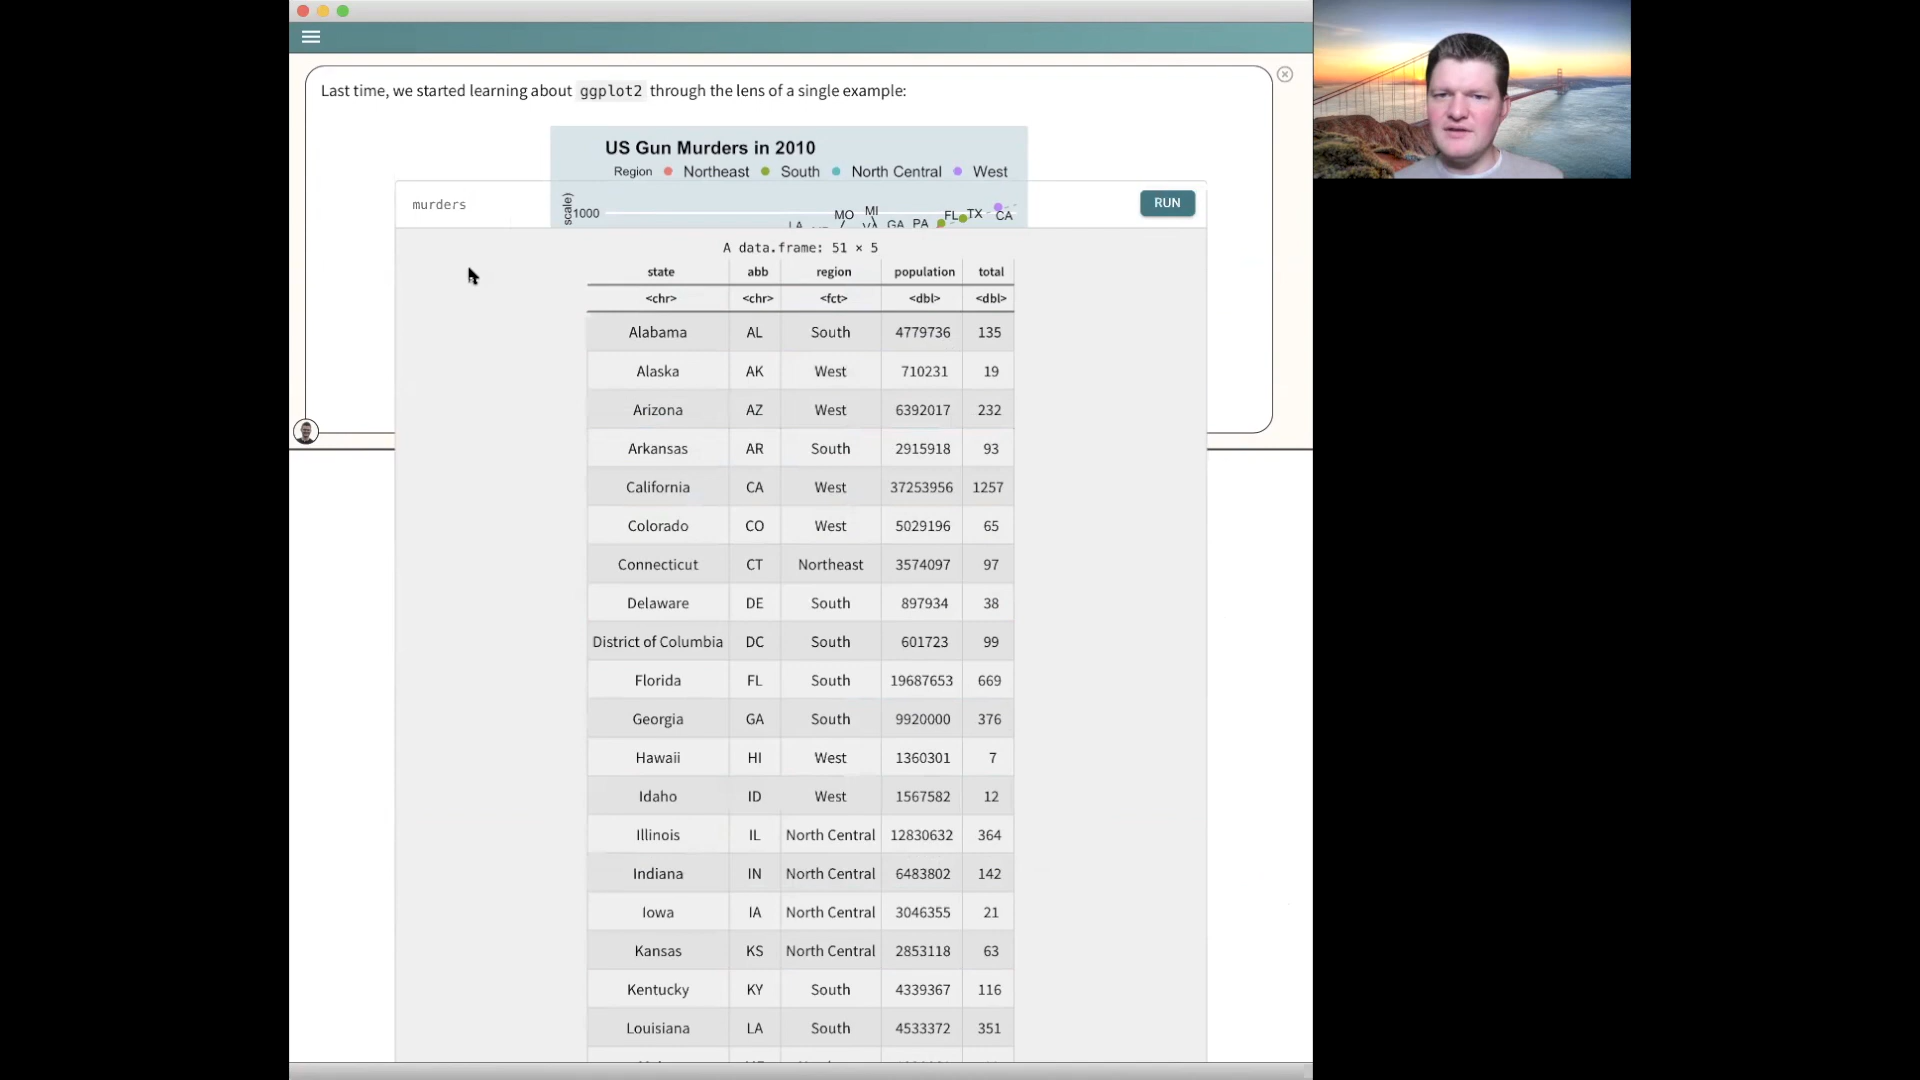 Last time, we started learning about ggplot2 through the lens of a single example:
US Gun Murders in 2010
Region Northeast South North Central West
murders
RUN
scale)
1000
MO MI FL TX CA
LA GA PA
A data.frame: 51 × 5
state abb region population total
<chr> <chr> <fct> <dbl> <dbl>
Alabama AL South 4779736 135
Alaska AK West 710231 19
Arizona AZ West 6392017 232
Arkansas AR South 2915918 93
California CA West 37253956 1257
Colorado CO West 5029196 65
Connecticut CT Northeast 3574097 97
Delaware DE South 897934 38
District of Columbia DC South 601723 99
Florida FL South 19687653 669
Georgia GA South 9920000 376
Hawaii HI West 1360301 7
Idaho ID West 1567582 12
Illinois IL North Central 12830632 364
Indiana IN North Central 6483802 142
Iowa IA North Central 3046355 21
Kansas KS North Central 2853118 63
Kentucky KY South 4339367 116
Louisiana LA South 4533372 351